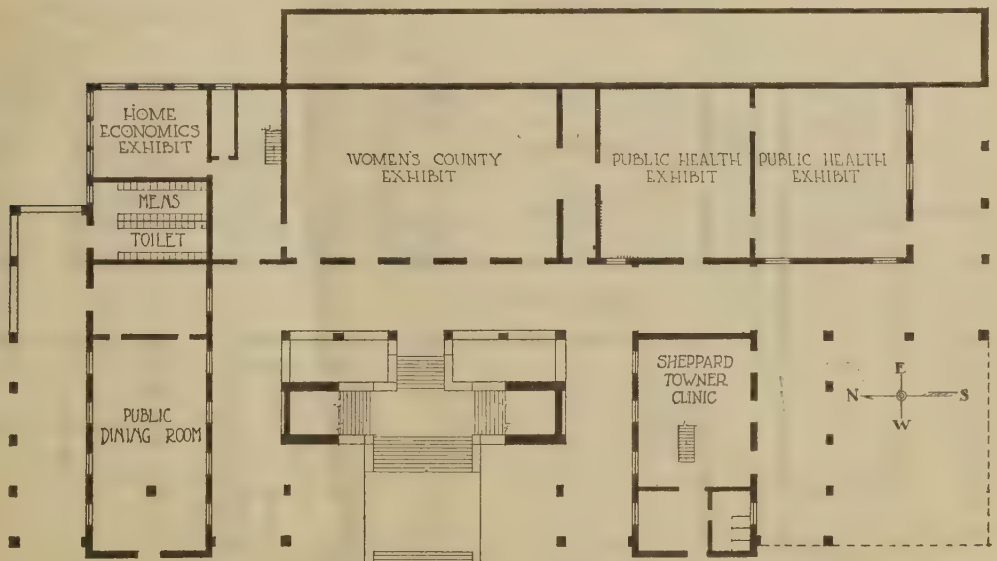 HOME
ECONOMICS
EXHIBIT
WOMEN'S COUNTY
EXHIBIT
PUBLIC HEALTH
EXHIBIT
PUBLIC HEALTH
EXHIBIT
MENS
TOILET
PUBLIC
DINING ROOM
SHEPPARD
TOWNER
CLINIC
E
N
S
W